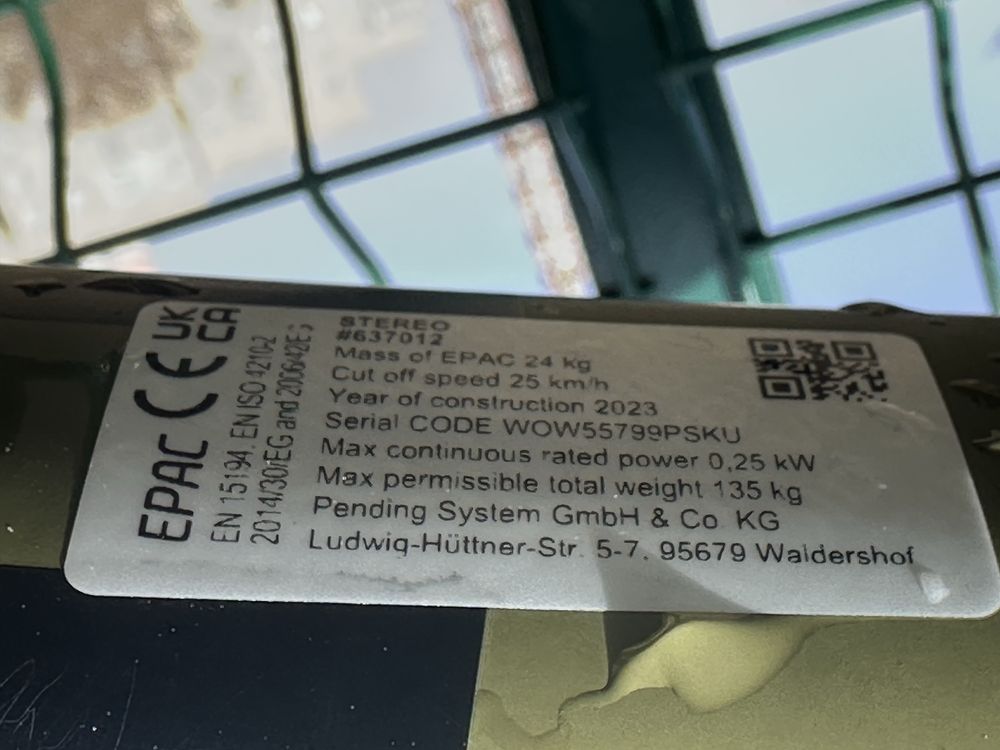 EPAC CE UK CA
EN 15194, EN ISO 4210-2
2014/30/EG and 2006/42/EG
STEREO
#637012
Mass of EPAC 24 kg
Cut off speed 25 km/h
Year of construction 2023
Serial CODE WOW55799PSKU
Max continuous rated power 0,25 kW
Max permissible total weight 135 kg
Pending System GmbH & Co KG
Ludwig-Hüttner-Str. 5-7, 95679 Waldershof